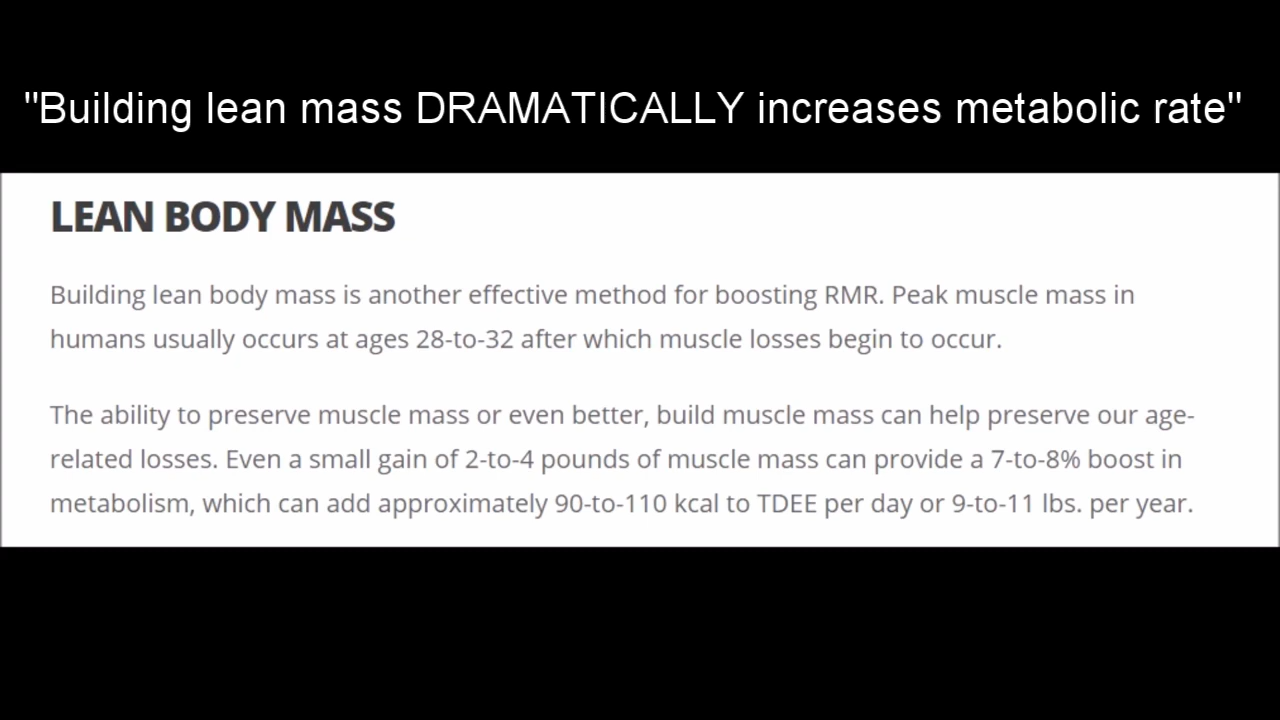 "Building lean mass DRAMATICALLY increases metabolic rate"
LEAN BODY MASS
Building lean body mass is another effective method for boosting RMR. Peak muscle mass in
humans usually occurs at ages 28-to-32 after which muscle losses begin to occur.
The ability to preserve muscle mass or even better, build muscle mass can help preserve our age-
related losses. Even a small gain of 2-to-4 pounds of muscle mass can provide a 7-to-8% boost in
metabolism, which can add approximately 90-to-110 kcal to TDEE per day or 9-to-11 lbs. per year.